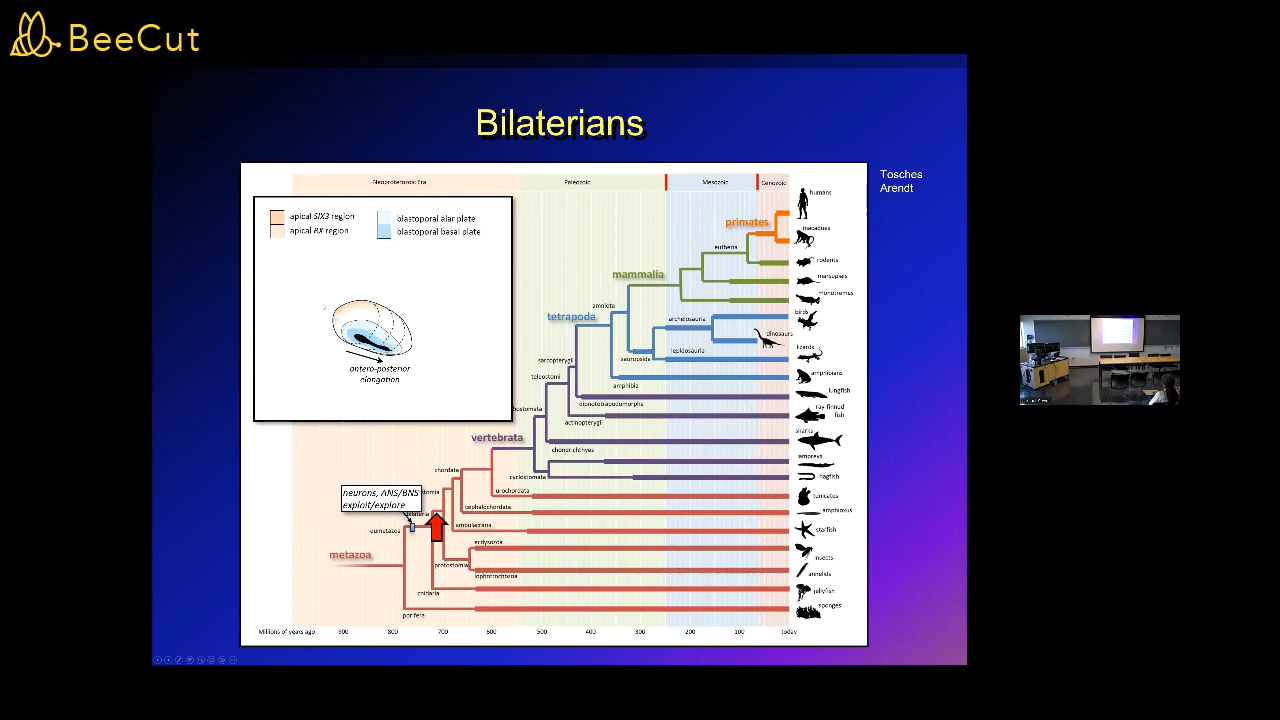 BeeCut
Bilaterians
Tosches
Arendt
Neoproterozoic Era
Paleozoic
Mesozoic
Cenozoic
apical SIX3 region
apical RX region
blastoporal alar plate
blastoporal basal plate
antero-posterior
elongation
humans
primates
macaques
eutheria
rodents
mammalia
marsupials
monotremes
amniota
tetrapoda
birds
archelosauria
dinosaurs
sauropsida
lepidosauria
lizards
sarcopterygii
amphibians
teleostomi
amphibia
lungfish
dipnotetrapodomorpha
ray-finned
fish
actinopterygii
vertebrata
sharks
chondrichthyes
lampreys
chordata
cyclostomata
hagfish
neurons, ANS/BNS
exploit/explore
urochordata
tunicates
cephalochordata
amphioxus
bilateria
eumetazoa
ambulacraria
starfish
ecdysozoa
insects
metazoa
protostomia
lophotrochozoa
annelids
cnidaria
jellyfish
porifera
sponges
Millions of years ago
900
800
700
600
500
400
300
200
100
today